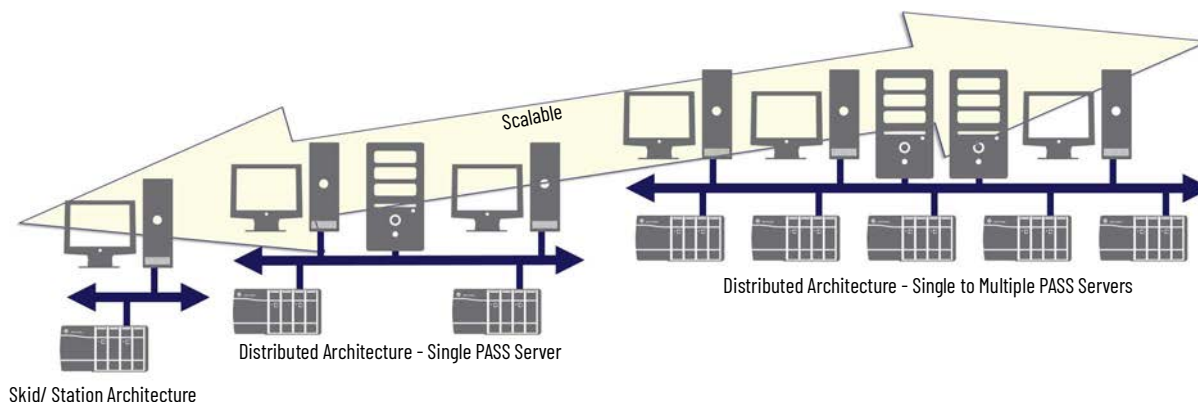 Scalable
Distributed Architecture - Single to Multiple PASS Servers
Distributed Architecture - Single PASS Server
Skid/ Station Architecture